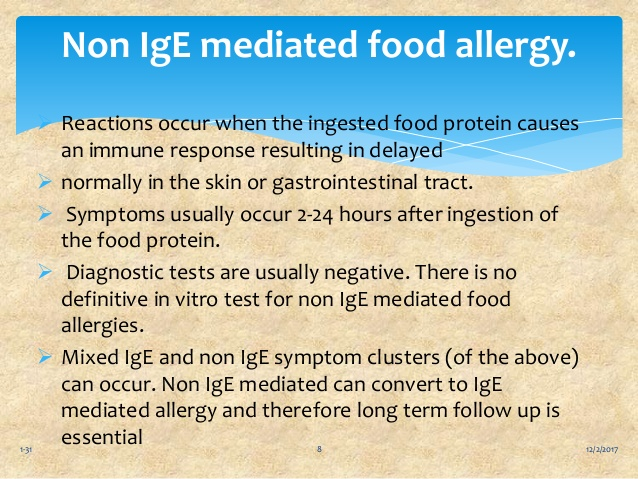 Non IgE mediated food allergy.
➤ Reactions occur when the ingested food protein causes
an immune response resulting in delayed
➤ normally in the skin or gastrointestinal tract.
➤ Symptoms usually occur 2-24 hours after ingestion of
the food protein.
➤ Diagnostic tests are usually negative. There is no
definitive in vitro test for non IgE mediated food
allergies.
➤ Mixed IgE and non IgE symptom clusters (of the above)
can occur. Non IgE mediated can convert to IgE
mediated allergy and therefore long term follow up is
essential
1-31 8 12/2/2017